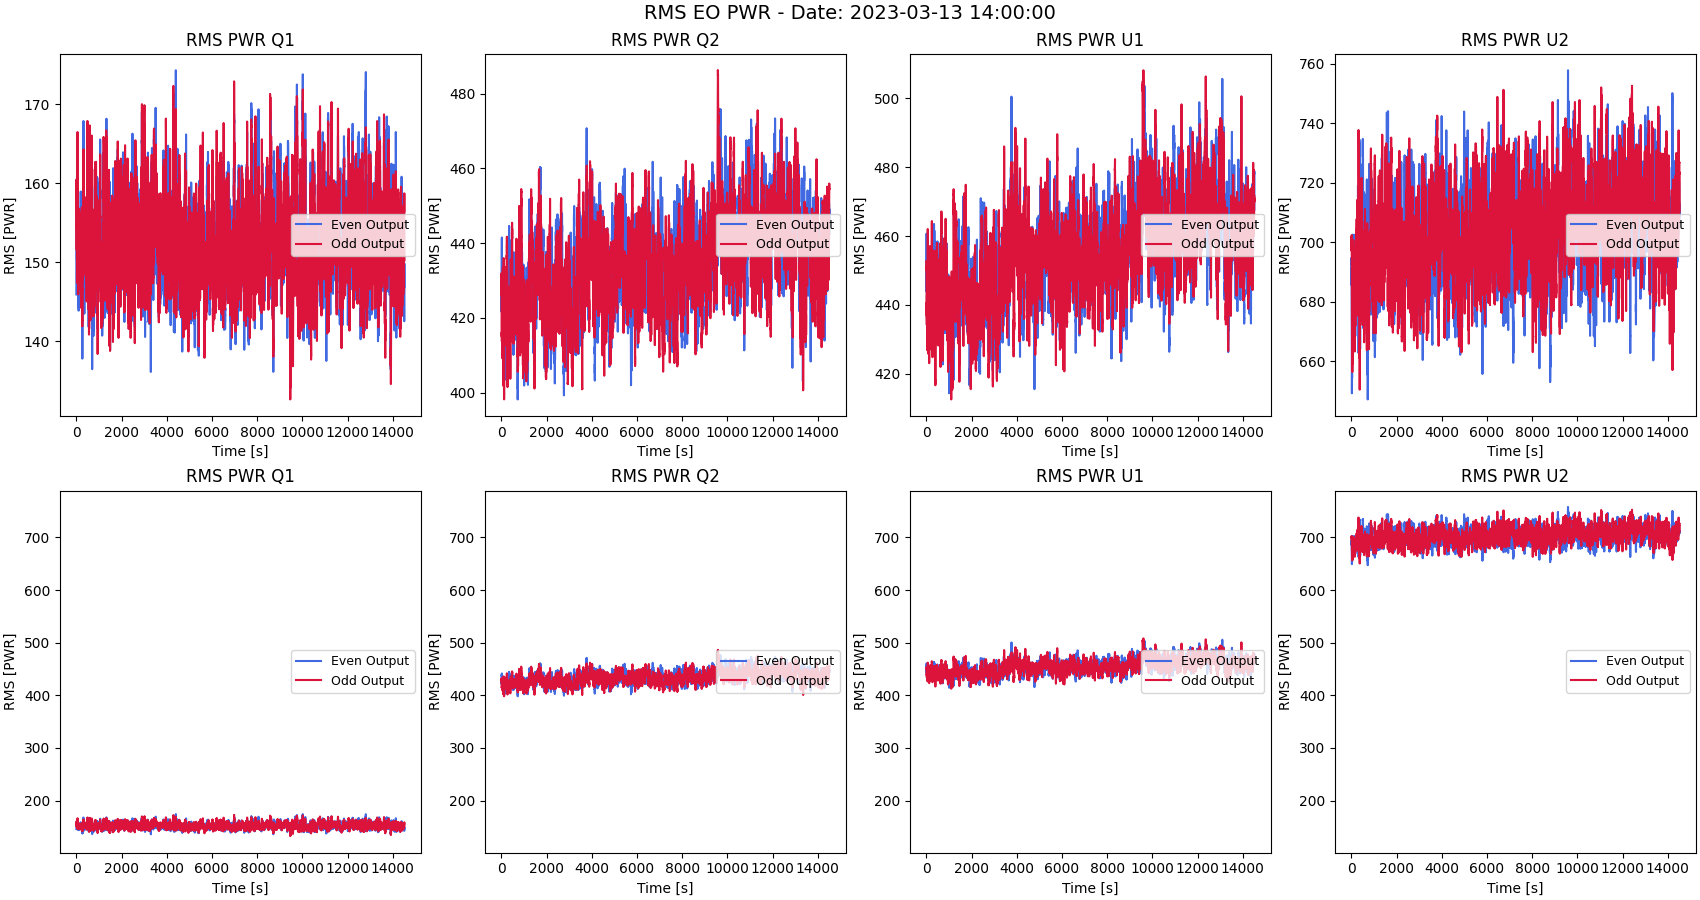 RMS EO PWR - Date: 2023-03-13 14:00:00
RMS PWR Q1
RMS [PWR]
170
160
150
140
Even Output
Odd Output
0 2000 4000 6000 8000 10000 12000 14000
Time [s]
RMS PWR Q2
RMS [PWR]
480
460
440
420
400
Even Output
Odd Output
0 2000 4000 6000 8000 10000 12000 14000
Time [s]
RMS PWR U1
RMS [PWR]
500
480
460
440
420
Even Output
Odd Output
0 2000 4000 6000 8000 10000 12000 14000
Time [s]
RMS PWR U2
RMS [PWR]
760
740
720
700
680
660
Even Output
Odd Output
0 2000 4000 6000 8000 10000 12000 14000
Time [s]
RMS PWR Q1
RMS [PWR]
700
600
500
400
300
200
Even Output
Odd Output
0 2000 4000 6000 8000 10000 12000 14000
Time [s]
RMS PWR Q2
RMS [PWR]
700
600
500
400
300
200
Even Output
Odd Output
0 2000 4000 6000 8000 10000 12000 14000
Time [s]
RMS PWR U1
RMS [PWR]
700
600
500
400
300
200
Even Output
Odd Output
0 2000 4000 6000 8000 10000 12000 14000
Time [s]
RMS PWR U2
RMS [PWR]
700
600
500
400
300
200
Even Output
Odd Output
0 2000 4000 6000 8000 10000 12000 14000
Time [s]